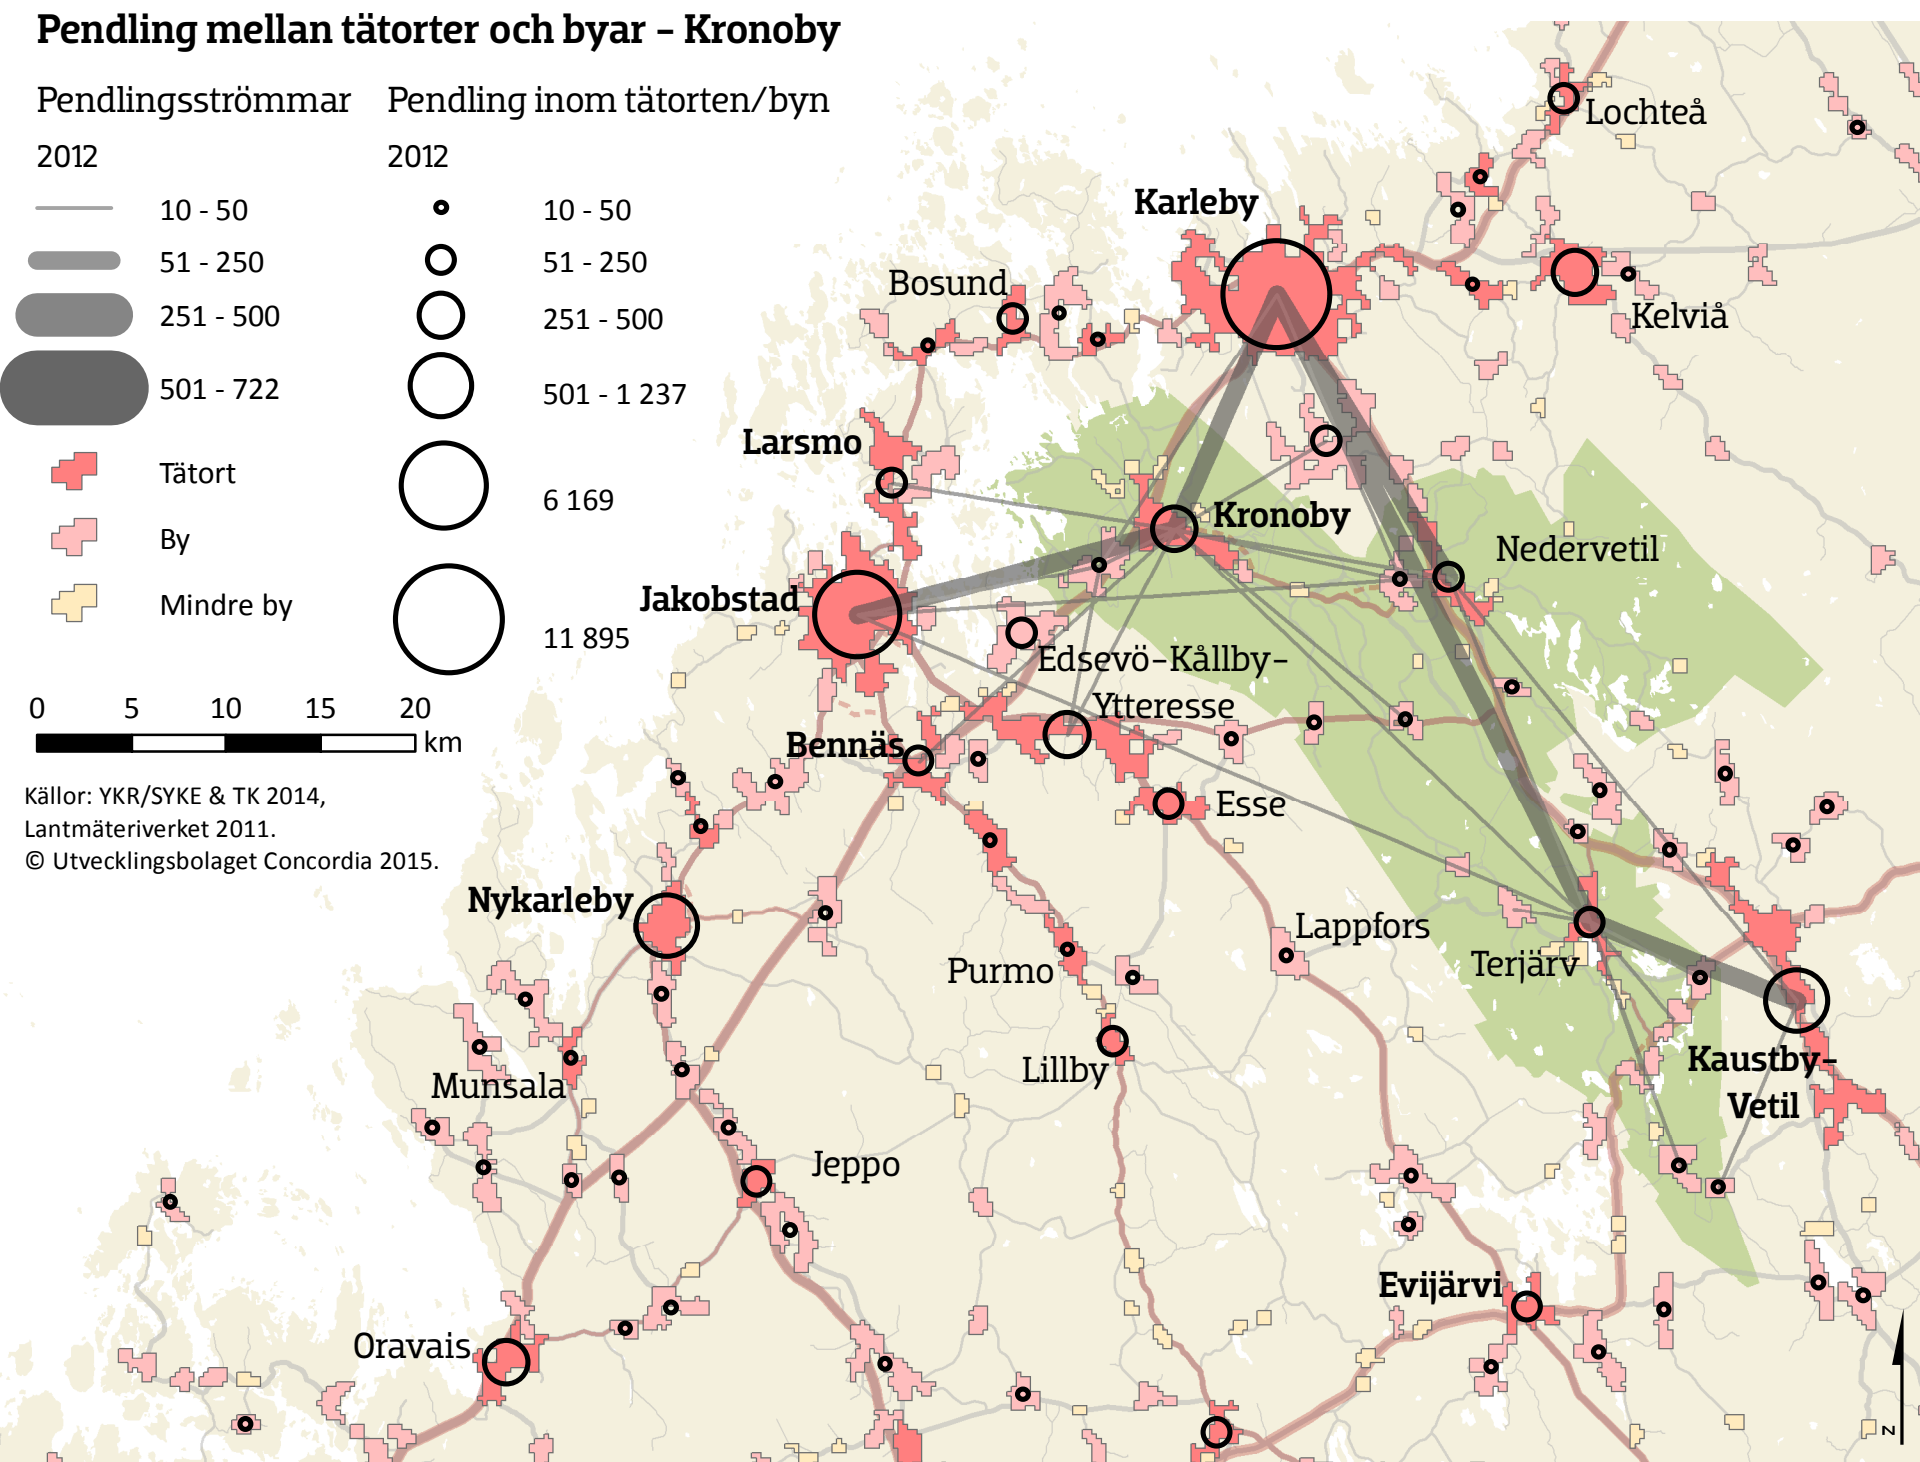 Pendling mellan tätorter och byar – Kronoby
Pendlingsströmmar
2012
10 - 50
51 - 250
251 - 500
501 - 722
Tätort
By
Mindre by
Pendling inom tätorten/byn
2012
10 - 50
51 - 250
251 - 500
501 - 1 237
6 169
11 895
0 5 10 15 20
km
Källor: YKR/SYKE & TK 2014,
Lantmäteriverket 2011.
© Utvecklingsbolaget Concordia 2015.
Lochteå
Karleby
Bosund
Kelviå
Larsmo
Kronoby
Nedervetil
Jakobstad
Edsevö-Kållby-
Ytteresse
Bennäs
Esse
Nykarleby
Lappfors
Purmo
Terjärv
Lillby
Kaustby-
Vetil
Munsala
Jeppo
Evijärvi
Oravais
N